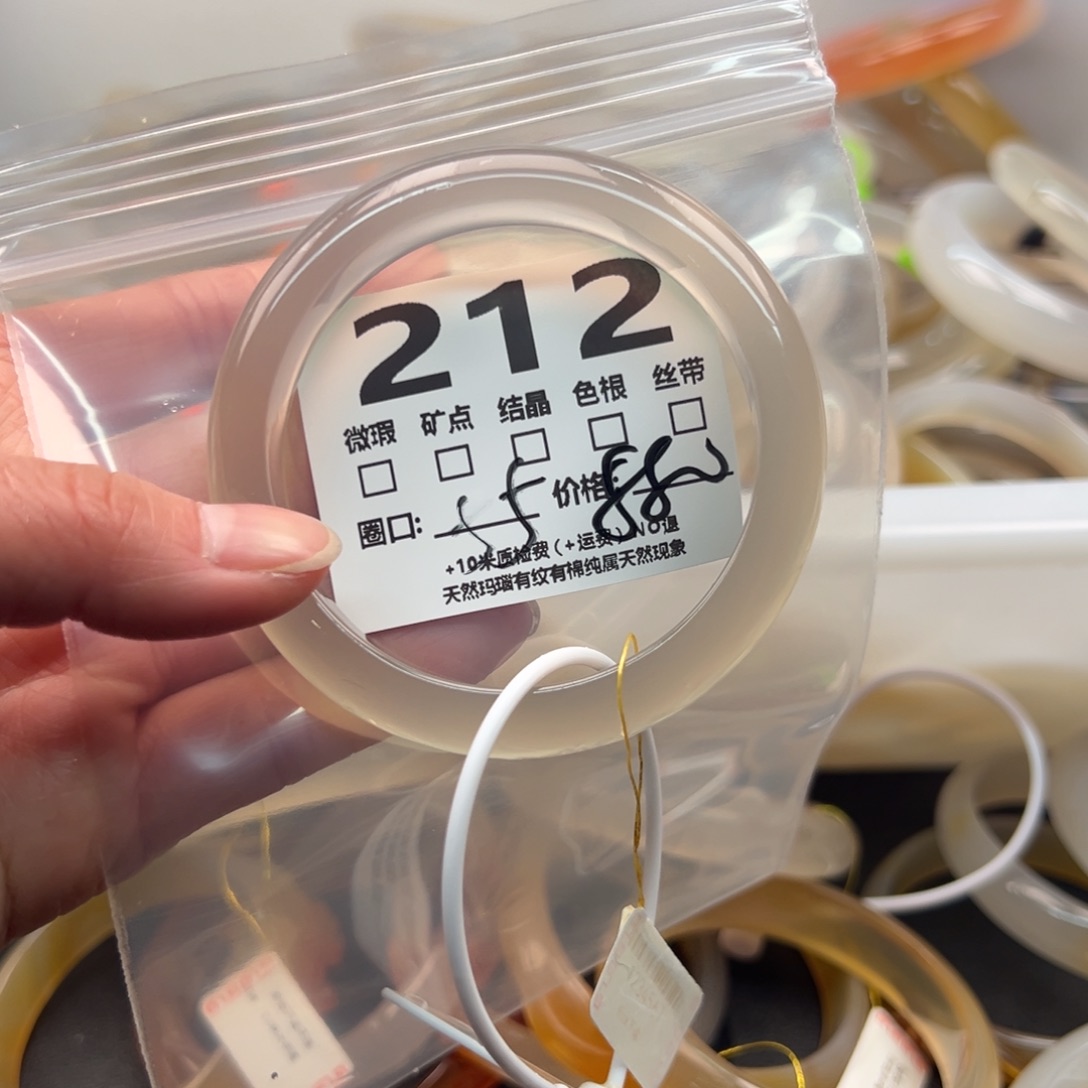 212
微瑕 矿点 结晶 色根 丝带
圈口: 55 价格: 880
+10米质检费(+运费)NO退
天然玛瑙有纹有棉纯属天然现象